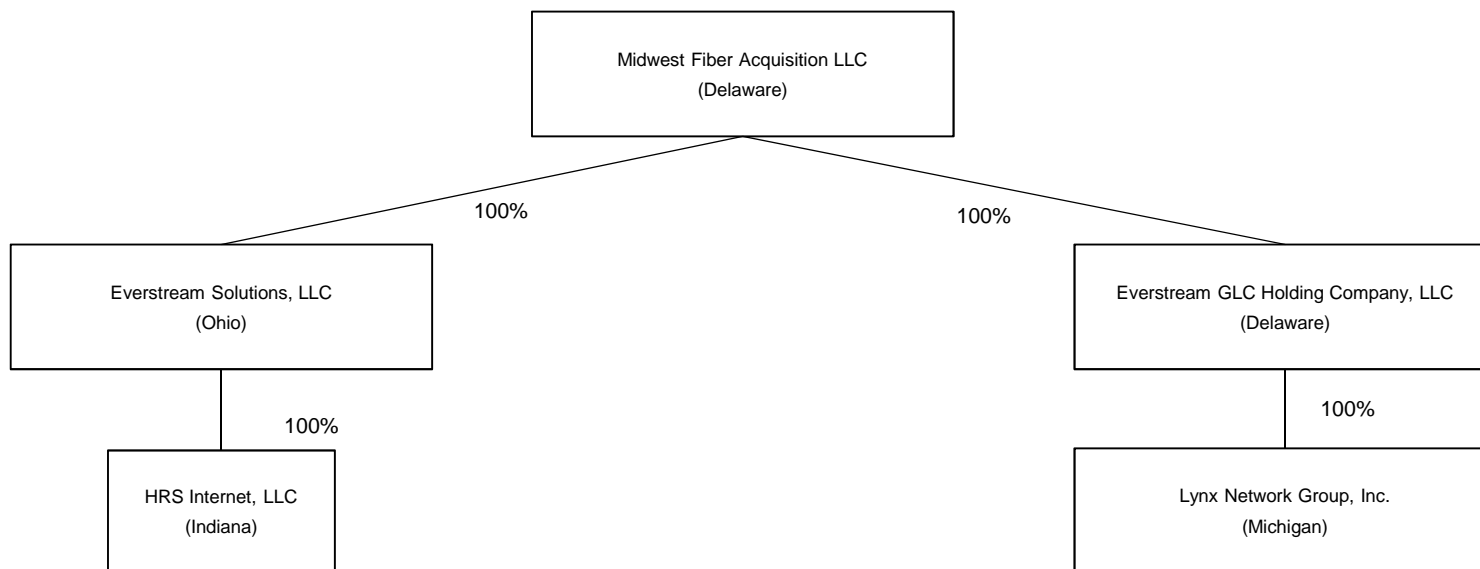 Midwest Fiber Acquisition LLC
(Delaware)
100%
100%
Everstream Solutions, LLC
(Ohio)
Everstream GLC Holding Company, LLC
(Delaware)
100%
100%
HRS Internet, LLC
(Indiana)
Lynx Network Group, Inc.
(Michigan)